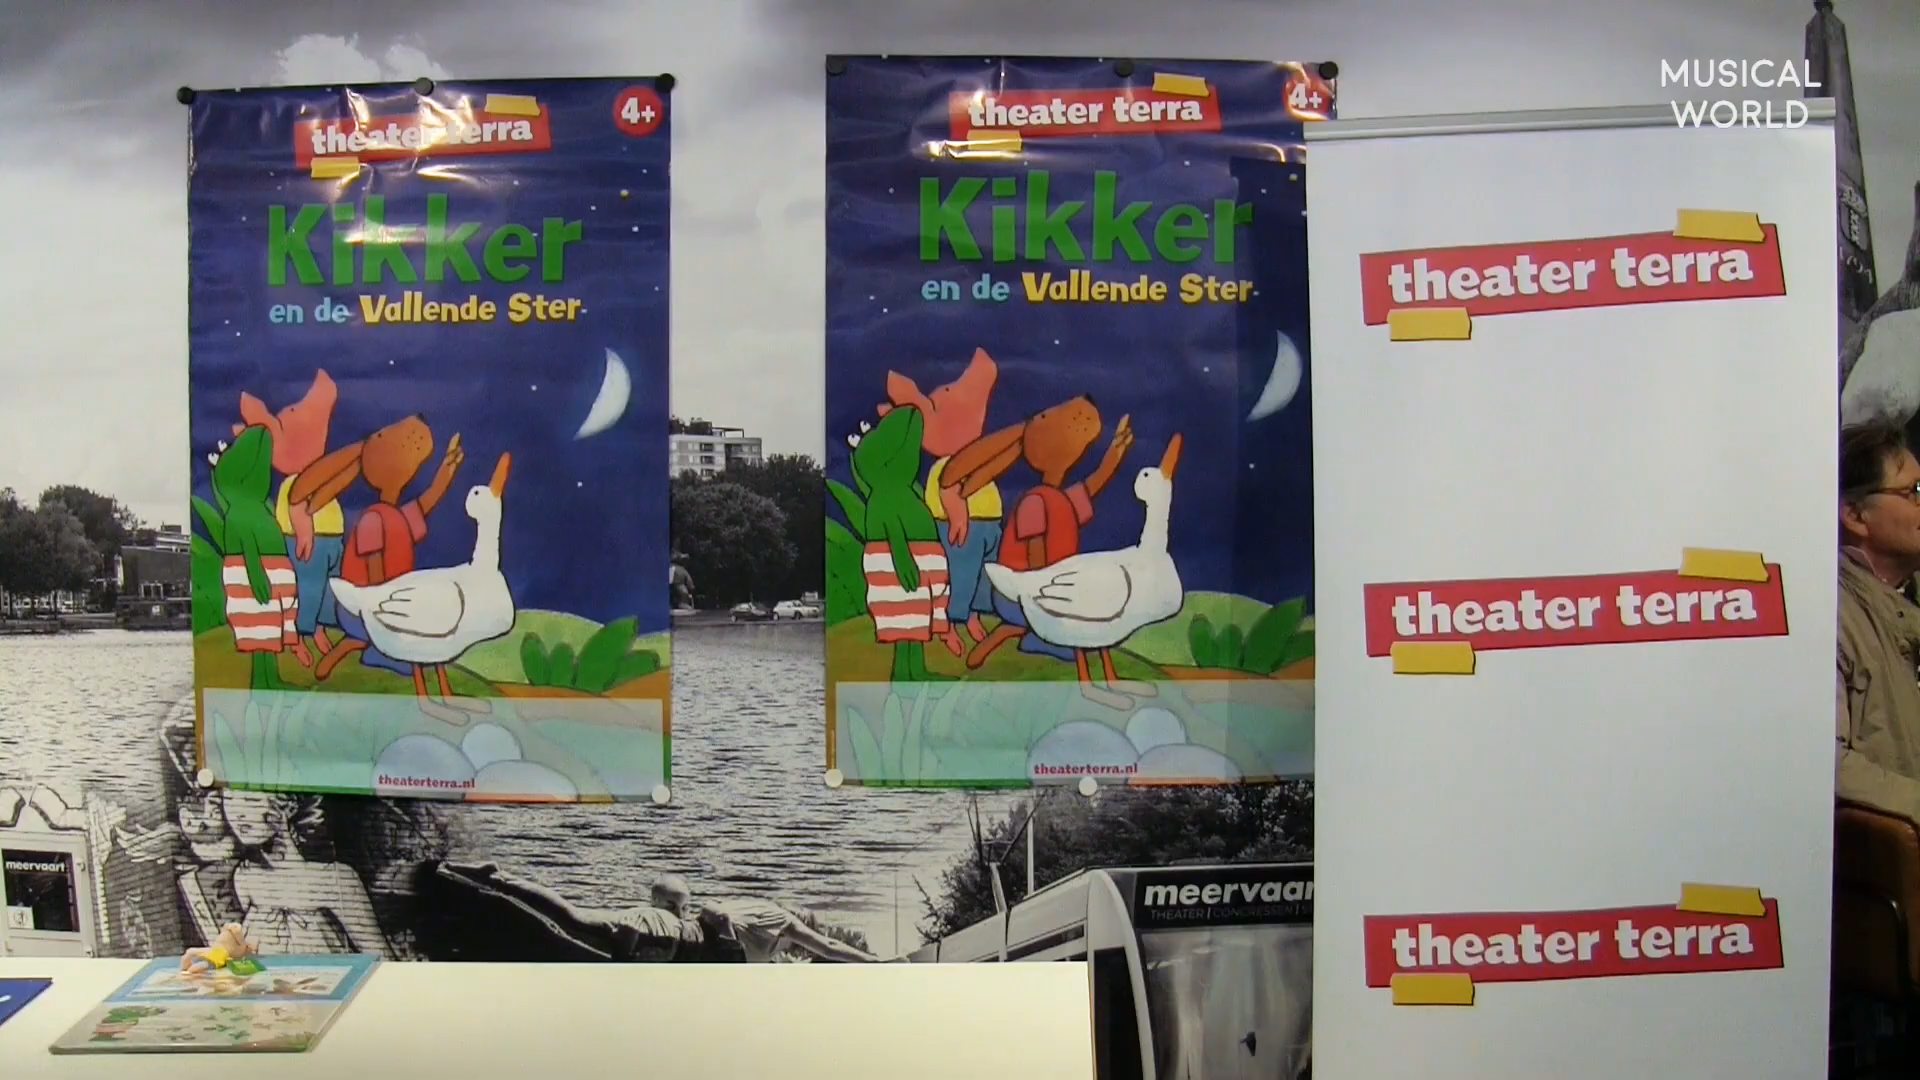 MUSICAL
WORLD
theater terra
4+
Kikker
en de Vallende Ster
theaterterra.nl
theater terra
4+
Kikker
en de Vallende Ster
theaterterra.nl
theater terra
theater terra
theater terra
meervaart
meervaar
THEATER | CONGRESSEN |